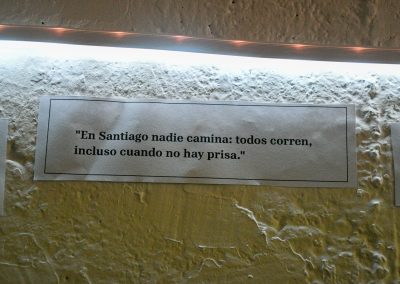 "En Santiago nadie camina: todos corren,
incluso cuando no hay prisa."